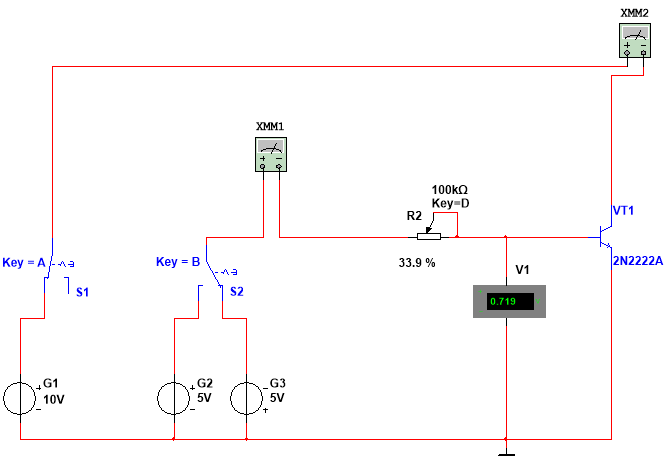 XMM2
XMM1
100kΩ
Key=D
R2
VT1
Key = A
Key = B
2N2222A
33.9 %
V1
S1
S2
0.719
G1
10V
G2
5V
G3
5V